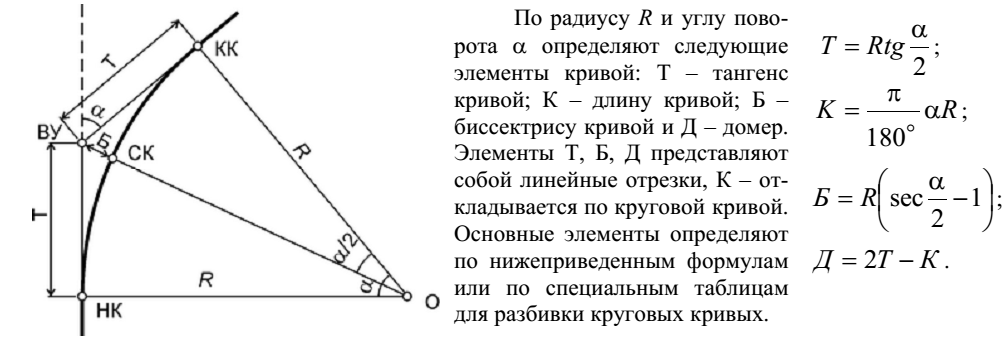 По радиусу R и углу пово-
рота α определяют следующие
элементы кривой: Т – тангенс
кривой; К – длину кривой; Б –
биссектрису кривой и Д – домер.
Элементы Т, Б, Д представляют
собой линейные отрезки, К – от-
кладывается по круговой кривой.
Основные элементы определяют
по нижеприведенным формулам
или по специальным таблицам
для разбивки круговых кривых.
T = Rtg α/2;
K = π/180° αR;
Б = R(sec α/2 − 1);
Д = 2T − K.
КК
Т
α
ВУ
Б
СК
R
Т
α/2
α
R
О
НК